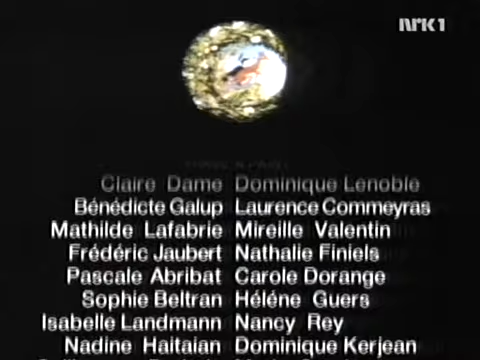 NRK1
Claire Dame Dominique Lenoble
Bénédicte Galup Laurence Commeyras
Mathilde Lafabrie Mireille Valentin
Frédéric Jaubert Nathalie Finiels
Pascale Abribat Carole Dorange
Sophie Beltran Héléne Guers
Isabelle Landmann Nancy Rey
Nadine Haitaian Dominique Kerjean